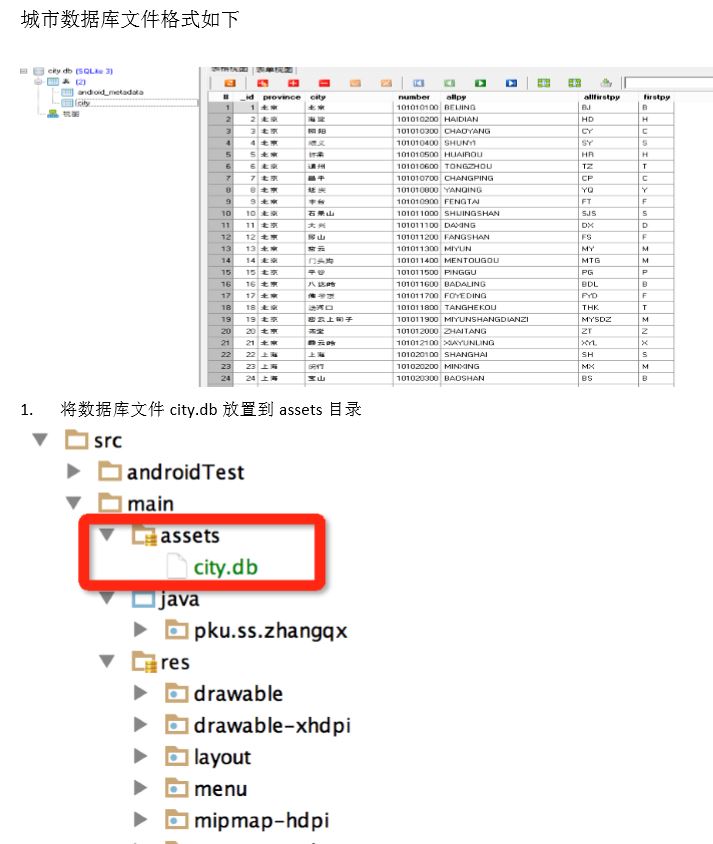 城市数据库文件格式如下
city.db (SQLite 3)
表格视图 表单视图
表 (2)
android_metadata
city
视图
_id province city number allpy allfirstpy firstpy
1 1 北京 北京 101010100 BEIJING BJ B
2 2 北京 海淀 101010200 HAIDIAN HD H
3 3 北京 朝阳 101010300 CHAOYANG CY C
4 4 北京 顺义 101010400 SHUNYI SY S
5 5 北京 怀柔 101010500 HUAIROU HR H
6 6 北京 通州 101010600 TONGZHOU TZ T
7 7 北京 昌平 101010700 CHANGPING CP C
8 8 北京 延庆 101010800 YANQING YQ Y
9 9 北京 丰台 101010900 FENGTAI FT F
10 10 北京 石景山 101011000 SHIJINGSHAN SJS S
11 11 北京 大兴 101011100 DAXING DX D
12 12 北京 房山 101011200 FANGSHAN FS F
13 13 北京 密云 101011300 MIYUN MY M
14 14 北京 门头沟 101011400 MENTOUGOU MTG M
15 15 北京 平谷 101011500 PINGGU PG P
16 16 北京 八达岭 101011600 BADALING BDL B
17 17 北京 佛爷顶 101011700 FOYEDING FYD F
18 18 北京 汤河口 101011800 TANGHEKOU THK T
19 19 北京 密云上甸子 101011900 MIYUNSHANGDIANZI MYSDZ M
20 20 北京 斋堂 101012000 ZHAITANG ZT Z
21 21 北京 霞云岭 101012100 XIAYUNLING XYL X
22 22 上海 上海 101020100 SHANGHAI SH S
23 23 上海 闵行 101020200 MINXING MX M
24 24 上海 宝山 101020300 BAOSHAN BS B
1. 将数据库文件 city.db 放置到 assets 目录
src
androidTest
main
assets
city.db
java
pku.ss.zhangqx
res
drawable
drawable-xhdpi
layout
menu
mipmap-hdpi